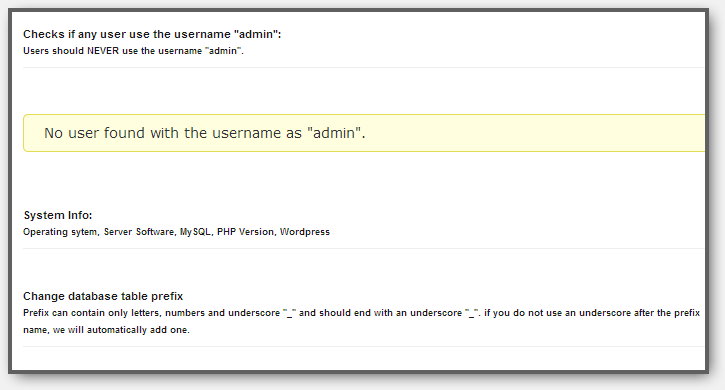 Checks if any user use the username "admin":
Users should NEVER use the username "admin".
No user found with the username as "admin".
System Info:
Operating sytem, Server Software, MySQL, PHP Version, Wordpress
Change database table prefix
Prefix can contain only letters, numbers and underscore "_" and should end with an underscore "_". if you do not use an underscore after the prefix
name, we will automatically add one.